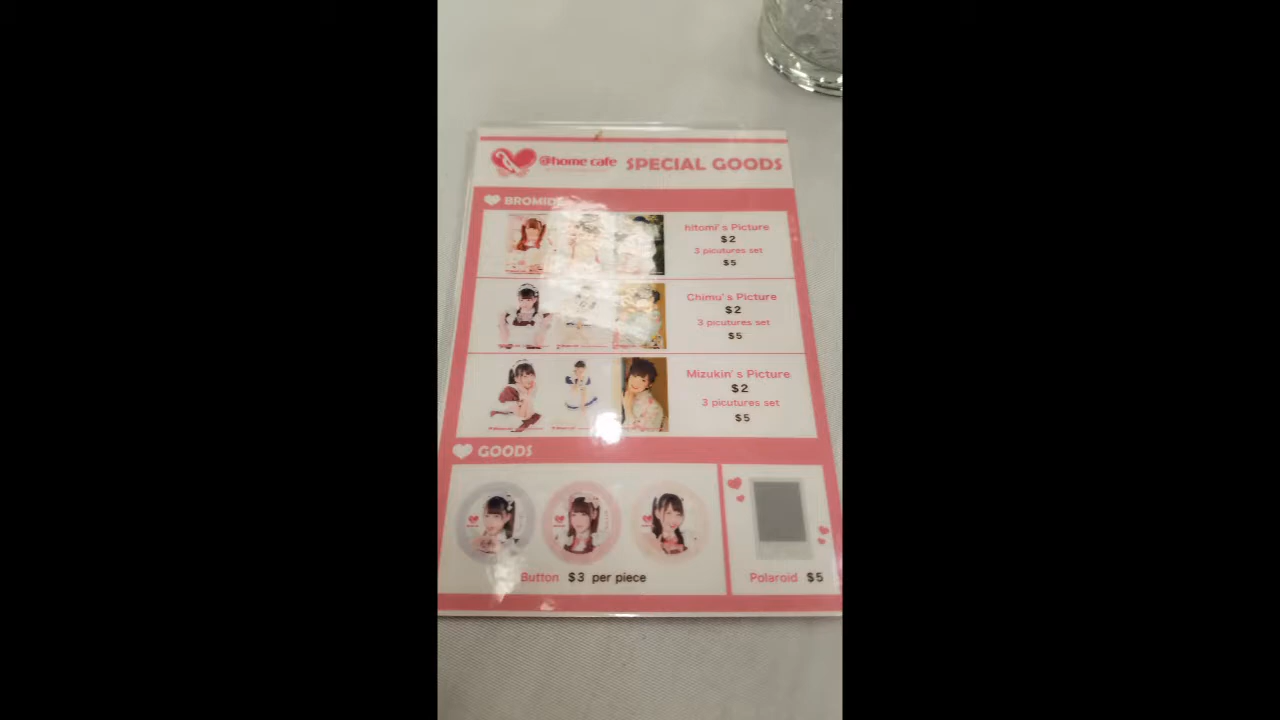 @home cafe SPECIAL GOODS
BROMIDE
hitomi's Picture
$2
3 picutures set
$5
Chimu's Picture
$2
3 picutures set
$5
Mizukin's Picture
$2
3 picutures set
$5
GOODS
Button $3 per piece
Polaroid $5